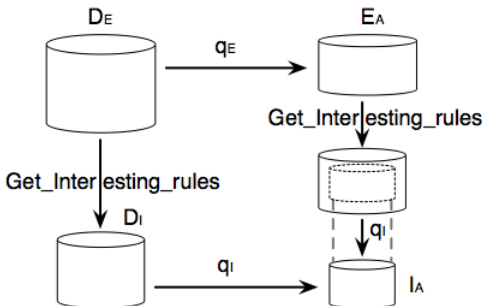 DE
EA
qE
Get_Interesting_rules
Get_Interesting_rules
DI
qI
qI
IA